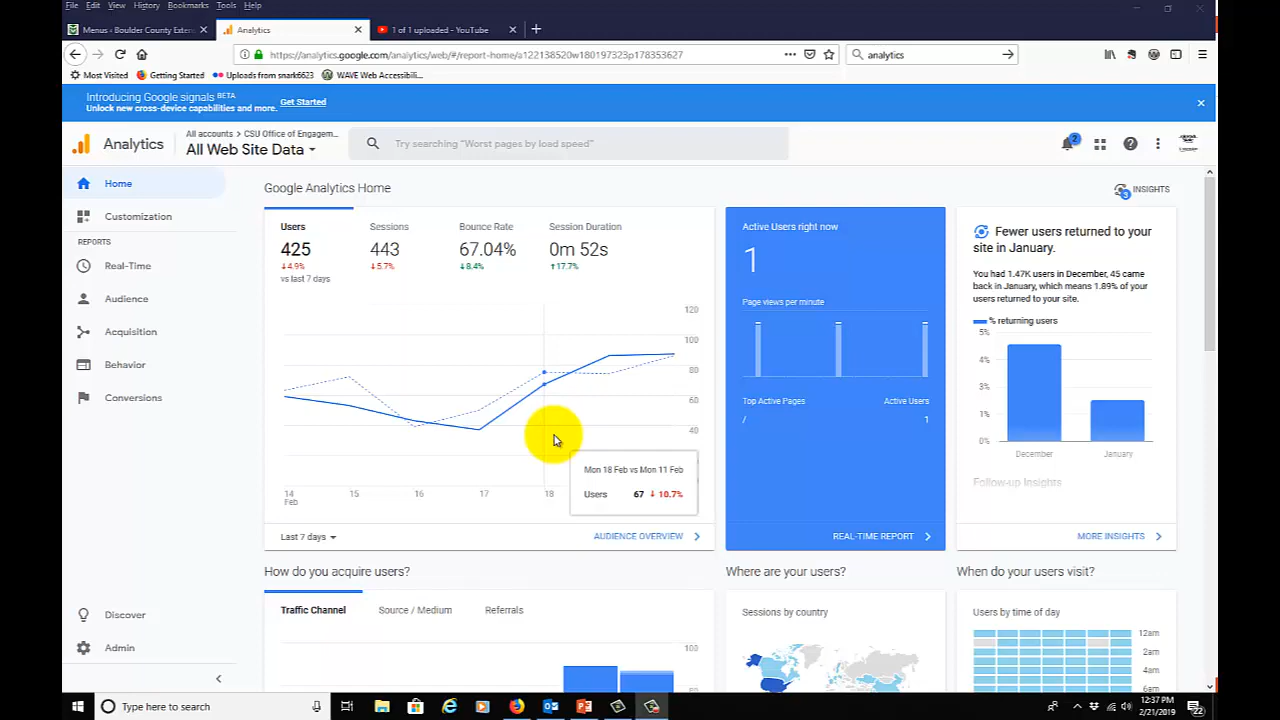 File Edit View History Bookmarks Tools Help
Menus - Boulder County Exten
Analytics
1 of 1 uploaded - YouTube
https://analytics.google.com/analytics/web/#/report-home/a122138520w180197323p178353627
analytics
Most Visited
Getting Started
Uploads from snark6623
WAVE Web Accessibili...
Introducing Google signals BETA
Unlock new cross-device capabilities and more.
Get Started
Analytics
All accounts > CSU Office of Engagem...
All Web Site Data
Try searching "Worst pages by load speed"
2
Home
Customization
REPORTS
Real-Time
Audience
Acquisition
Behavior
Conversions
Discover
Admin
Google Analytics Home
3
INSIGHTS
Users
425
↓4.9%
vs last 7 days
Sessions
443
↓5.7%
Bounce Rate
67.04%
↓8.4%
Session Duration
0m 52s
↑17.7%
120
100
80
60
40
14
Feb
15
16
17
18
Mon 18 Feb vs Mon 11 Feb
Users 67 ↓ 10.7%
Last 7 days
AUDIENCE OVERVIEW
Active Users right now
1
Page views per minute
Top Active Pages
Active Users
/
1
REAL-TIME REPORT
Fewer users returned to your
site in January.
You had 1.47K users in December, 45 came
back in January, which means 1.89% of your
users returned to your site.
% returning users
5%
4%
3%
1%
0%
December
January
Follow-up Insights
MORE INSIGHTS
How do you acquire users?
Traffic Channel
Source / Medium
Referrals
100
80
Where are your users?
Sessions by country
When do your users visit?
Users by time of day
12am
2am
4am
6am
Type here to search
12:37 PM
2/21/2019
22